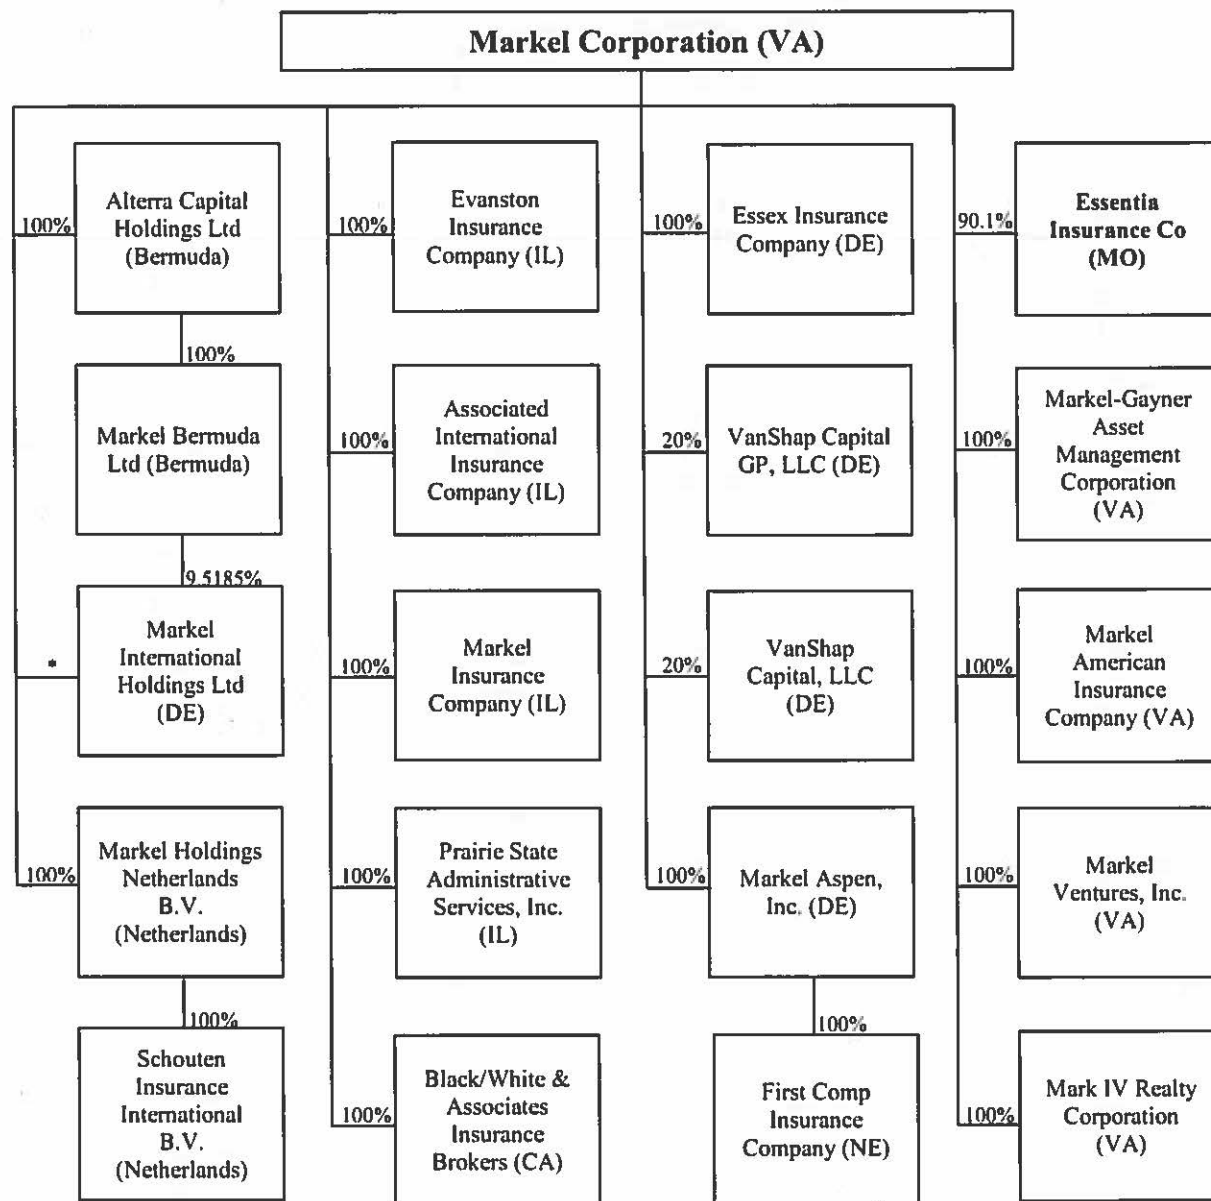 Markel Corporation (VA)
100%
Alterra Capital
Holdings Ltd
(Bermuda)
100%
Evanston
Insurance
Company (IL)
100%
Essex Insurance
Company (DE)
90.1%
Essentia
Insurance Co
(MO)
100%
Markel Bermuda
Ltd (Bermuda)
100%
Associated
International
Insurance
Company (IL)
20%
VanShap Capital
GP, LLC (DE)
100%
Markel-Gayner
Asset
Management
Corporation
(VA)
9.5185%
*
Markel
International
Holdings Ltd
(DE)
100%
Markel
Insurance
Company (IL)
20%
VanShap
Capital, LLC
(DE)
100%
Markel
American
Insurance
Company (VA)
100%
Markel Holdings
Netherlands
B.V.
(Netherlands)
100%
Prairie State
Administrative
Services, Inc.
(IL)
100%
Markel Aspen,
Inc. (DE)
100%
Markel
Ventures, Inc.
(VA)
100%
Schouten
Insurance
International
B.V.
(Netherlands)
100%
Black/White &
Associates
Insurance
Brokers (CA)
100%
First Comp
Insurance
Company (NE)
100%
Mark IV Realty
Corporation
(VA)